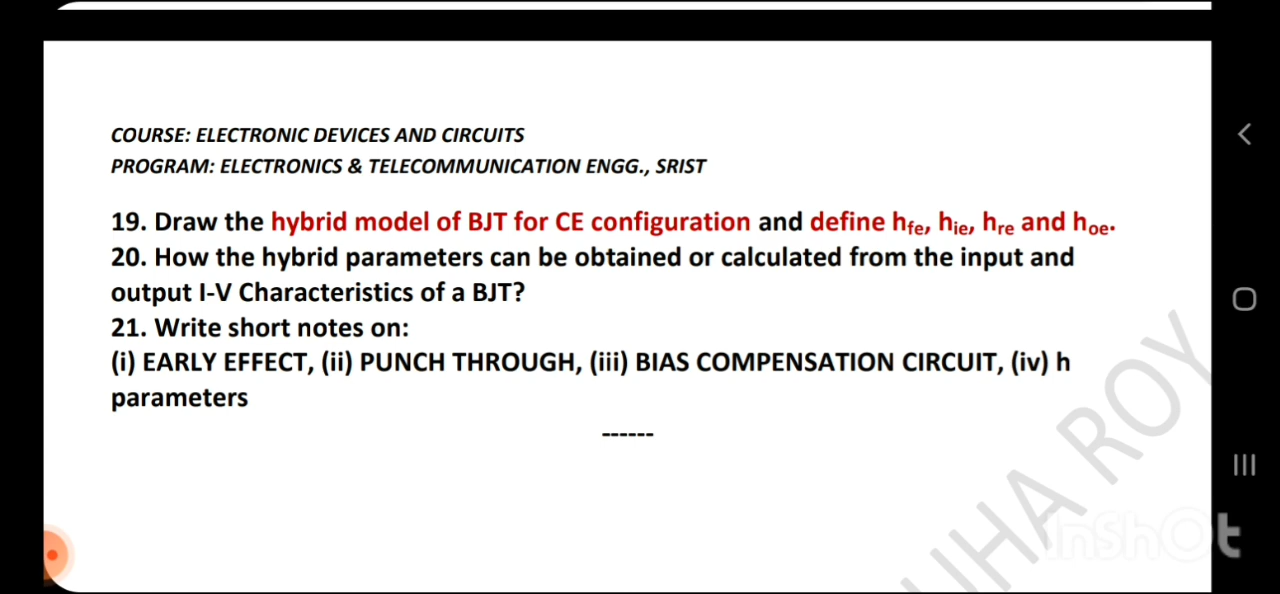 COURSE: ELECTRONIC DEVICES AND CIRCUITS
PROGRAM: ELECTRONICS & TELECOMMUNICATION ENGG., SRIST
19. Draw the hybrid model of BJT for CE configuration and define hfe, hie, hre and hoe.
20. How the hybrid parameters can be obtained or calculated from the input and
output I-V Characteristics of a BJT?
21. Write short notes on:
(i) EARLY EFFECT, (ii) PUNCH THROUGH, (iii) BIAS COMPENSATION CIRCUIT, (iv) h
parameters
------
UHA ROY
InShOt